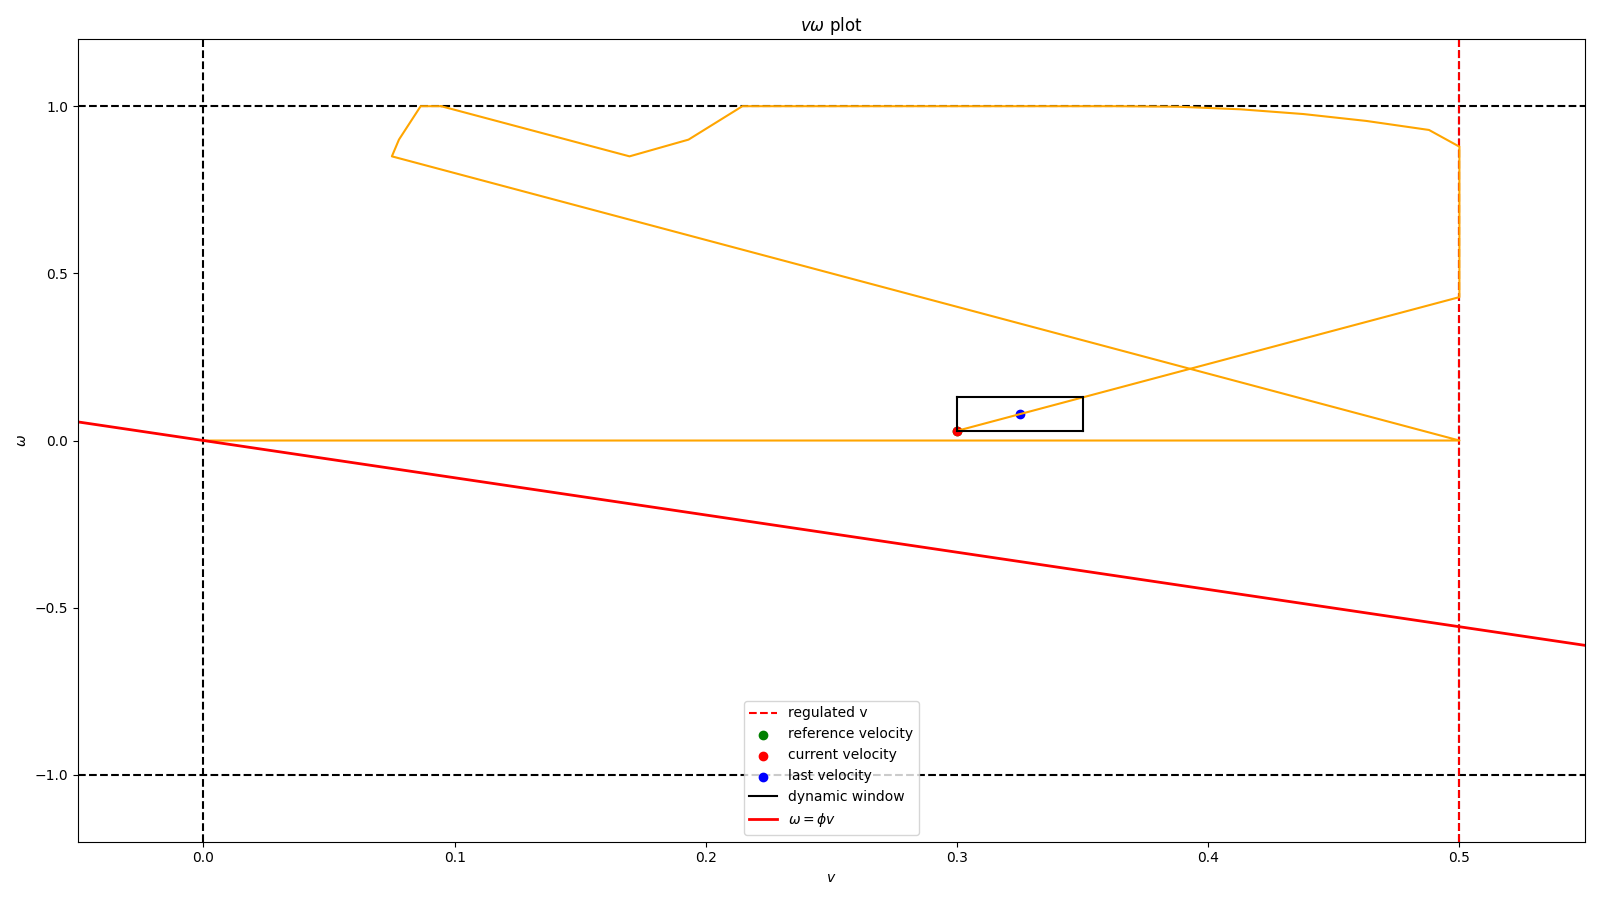 vω plot
1.0
0.5
0.0
−0.5
−1.0
ω
0.0
0.1
0.2
0.3
0.4
0.5
v
regulated v
reference velocity
current velocity
last velocity
dynamic window
ω = ϕv